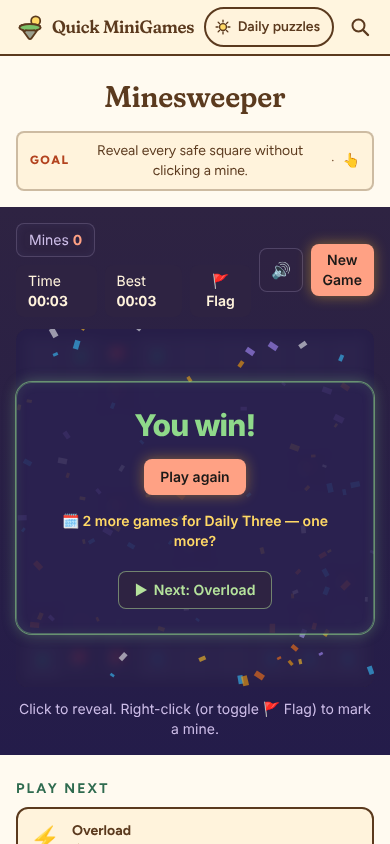 Quick MiniGames
Daily puzzles
Minesweeper
GOAL
Reveal every safe square without
clicking a mine.
Mines 0
Time
00:03
Best
00:03
Flag
New
Game
You win!
Play again
2 more games for Daily Three — one
more?
Next: Overload
Click to reveal. Right-click (or toggle 🚩 Flag) to mark
a mine.
PLAY NEXT
Overload